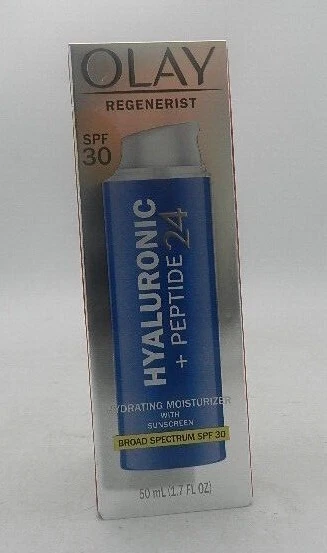 OLAY
REGENERIST
SPF
30
HYALURONIC
+ PEPTIDE 24
HYDRATING MOISTURIZER
WITH
SUNSCREEN
BROAD SPECTRUM SPF 30
50 mL (1.7 FL OZ)